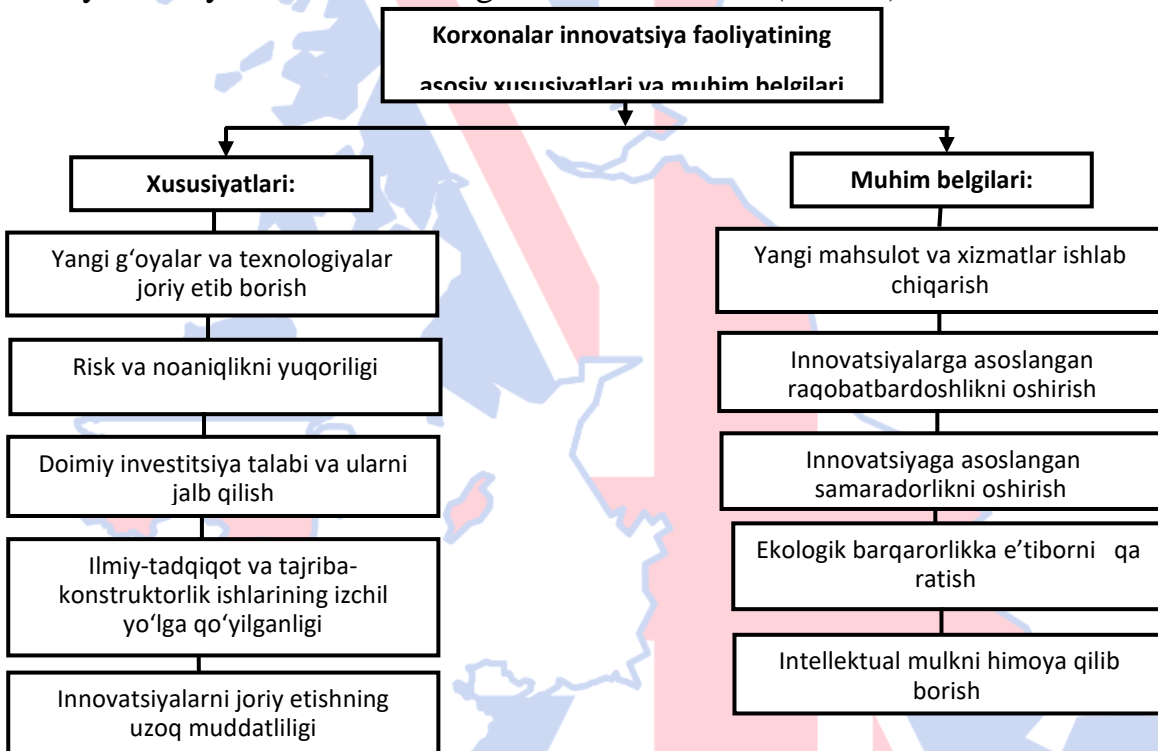 Korxonalar innovatsiya faoliyatining
asosiy xususiyatlari va muhim belgilari
Xususiyatlari:
Yangi g‘oyalar va texnologiyalar
joriy etib borish
Risk va noaniqlikni yuqoriligi
Doimiy investitsiya talabi va ularni
jalb qilish
Ilmiy-tadqiqot va tajriba-
konstruktorlik ishlarining izchil
yo‘lga qo‘yilganligi
Innovatsiyalarni joriy etishning
uzoq muddatliligi
Muhim belgilari:
Yangi mahsulot va xizmatlar ishlab
chiqarish
Innovatsiyalarga asoslangan
raqobatbardoshlikni oshirish
Innovatsiyaga asoslangan
samaradorlikni oshirish
Ekologik barqarorlikka e’tiborni qa
ratish
Intellektual mulkni himoya qilib
borish